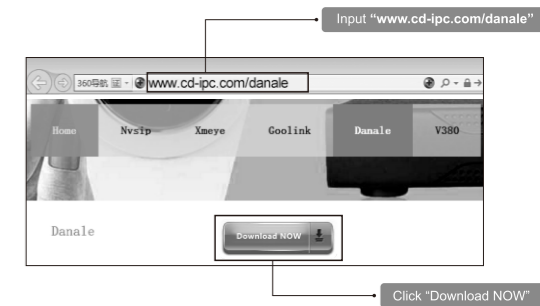 Input “www.cd-ipc.com/danale”
360导航 www.cd-ipc.com/danale
Home Nvsip Xmeye Goolink Danale V380
Danale
Download NOW
Click “Download NOW”